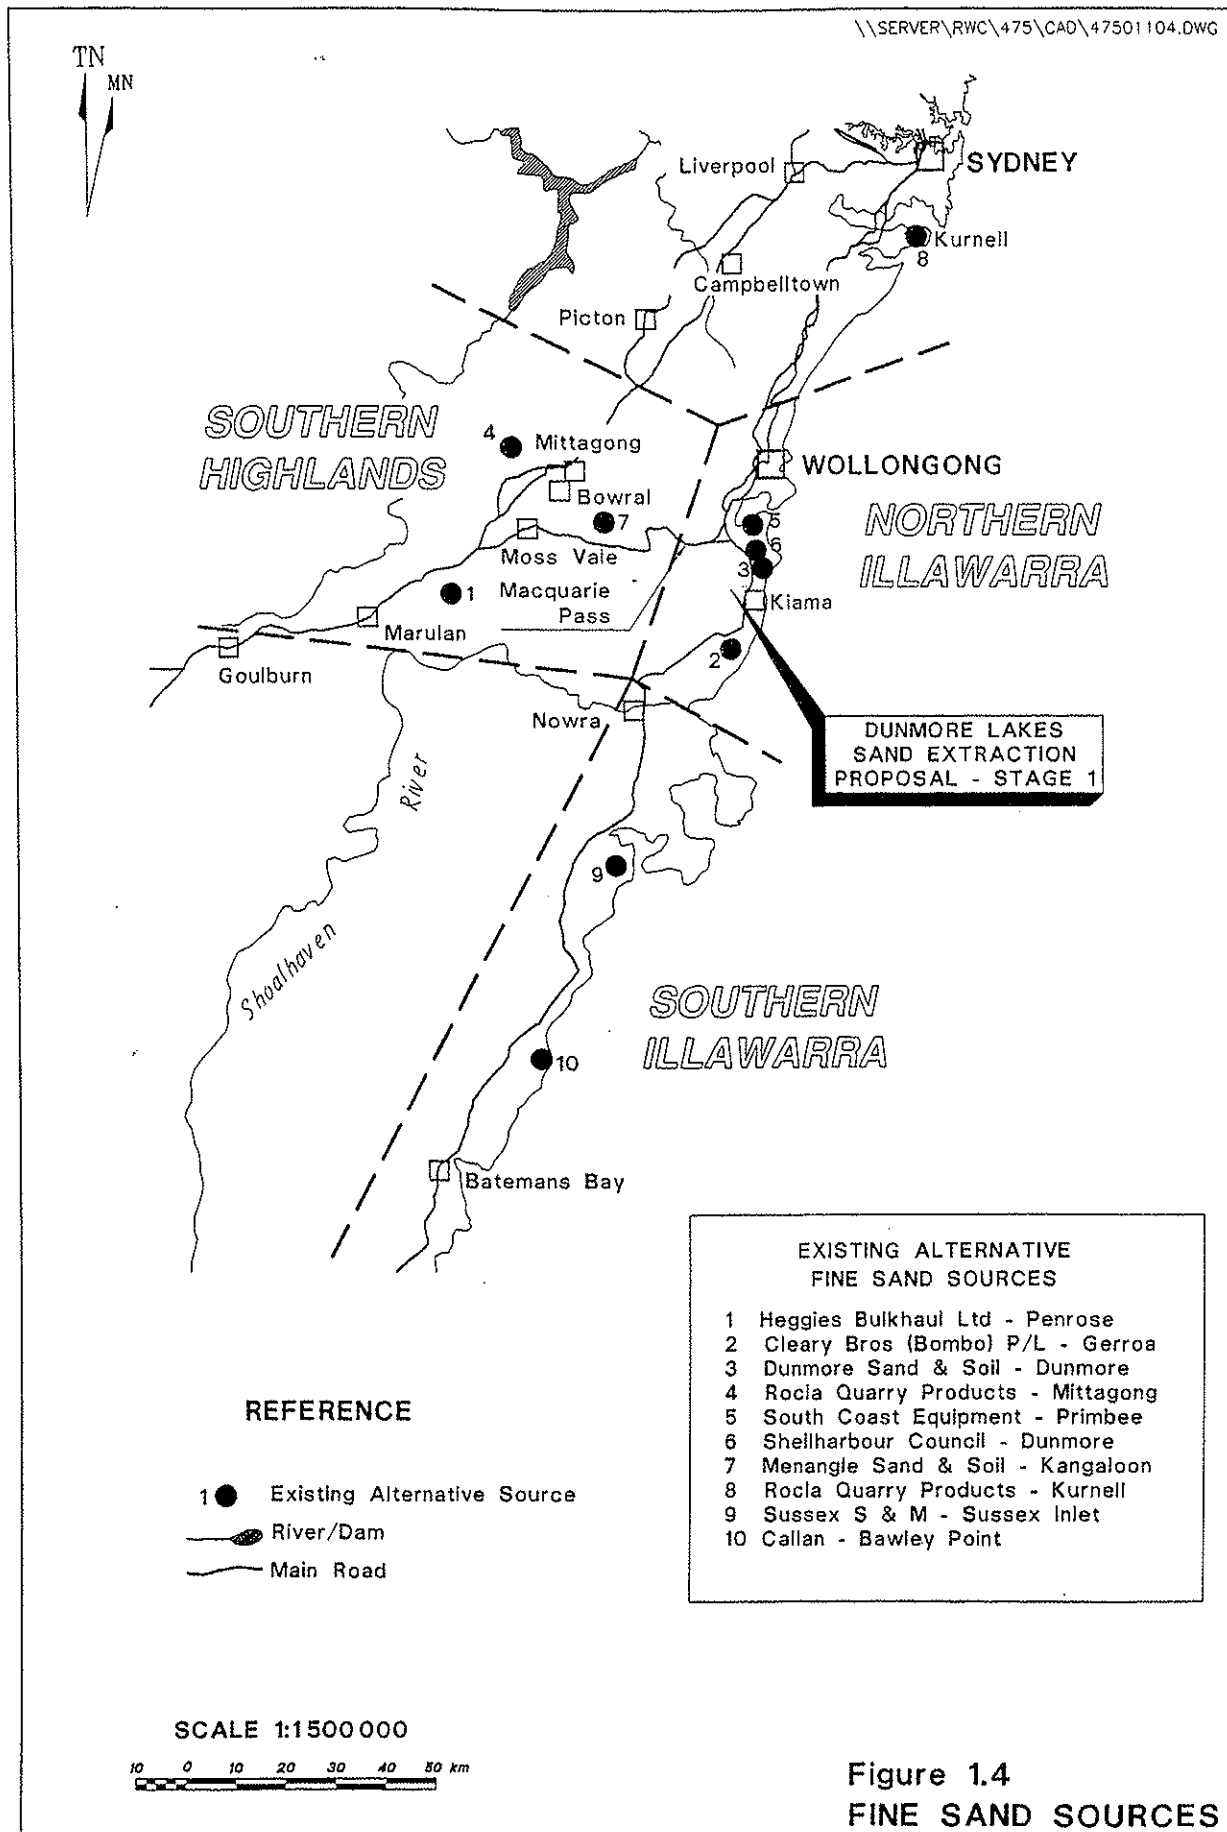 \\SERVER\RWC\475\CAD\47501104.DWG
TN
MN
Liverpool
SYDNEY
8
Kurnell
Campbelltown
Picton
SOUTHERN
HIGHLANDS
4
Mittagong
WOLLONGONG
Bowral
7
5
NORTHERN
ILLAWARRA
Moss Vale
6
3
1
Macquarie
Pass
Kiama
Marulan
2
Goulburn
Nowra
DUNMORE LAKES
SAND EXTRACTION
PROPOSAL - STAGE 1
Shoalhaven River
9
SOUTHERN
ILLAWARRA
10
Batemans Bay
EXISTING ALTERNATIVE
FINE SAND SOURCES
1 Heggies Bulkhaul Ltd - Penrose
2 Cleary Bros (Bombo) P/L - Gerroa
3 Dunmore Sand & Soil - Dunmore
4 Rocla Quarry Products - Mittagong
5 South Coast Equipment - Primbee
6 Shellharbour Council - Dunmore
7 Menangle Sand & Soil - Kangaloon
8 Rocla Quarry Products - Kurnell
9 Sussex S & M - Sussex Inlet
10 Callan - Bawley Point
REFERENCE
1 Existing Alternative Source
River/Dam
Main Road
SCALE 1:1500000
10 0 10 20 30 40 50 km
Figure 1.4
FINE SAND SOURCES